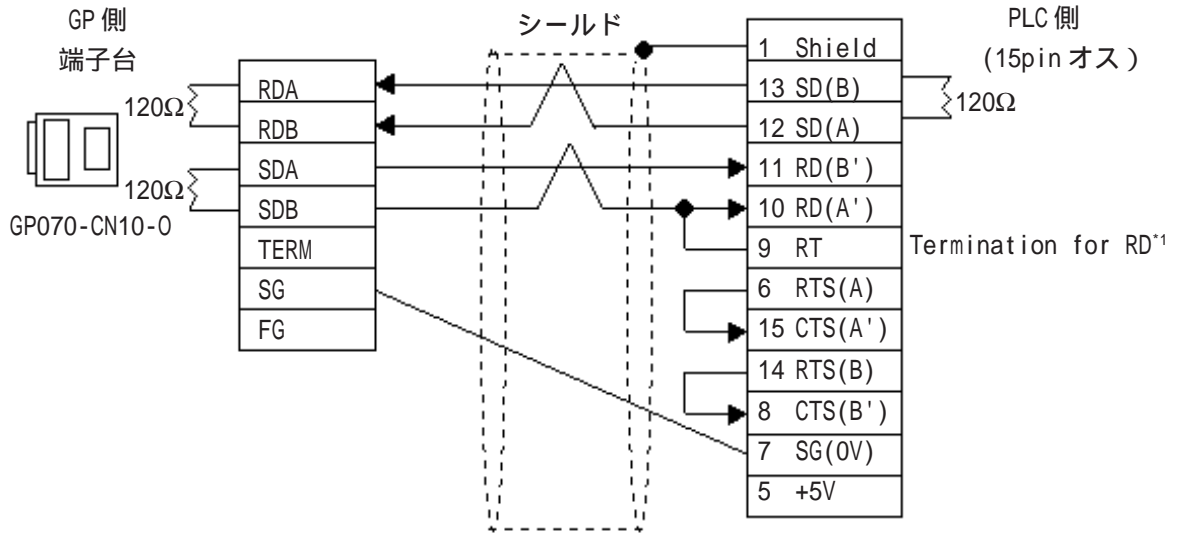 GP 側
端子台
シールド
PLC 側
(15pin オス )
120Ω
120Ω
GP070-CN10-O
RDA
RDB
SDA
SDB
TERM
SG
FG
1 Shield
13 SD(B)
12 SD(A)
11 RD(B')
10 RD(A')
9 RT
6 RTS(A)
15 CTS(A')
14 RTS(B)
8 CTS(B')
7 SG(0V)
5 +5V
120Ω
Termination for RD*1